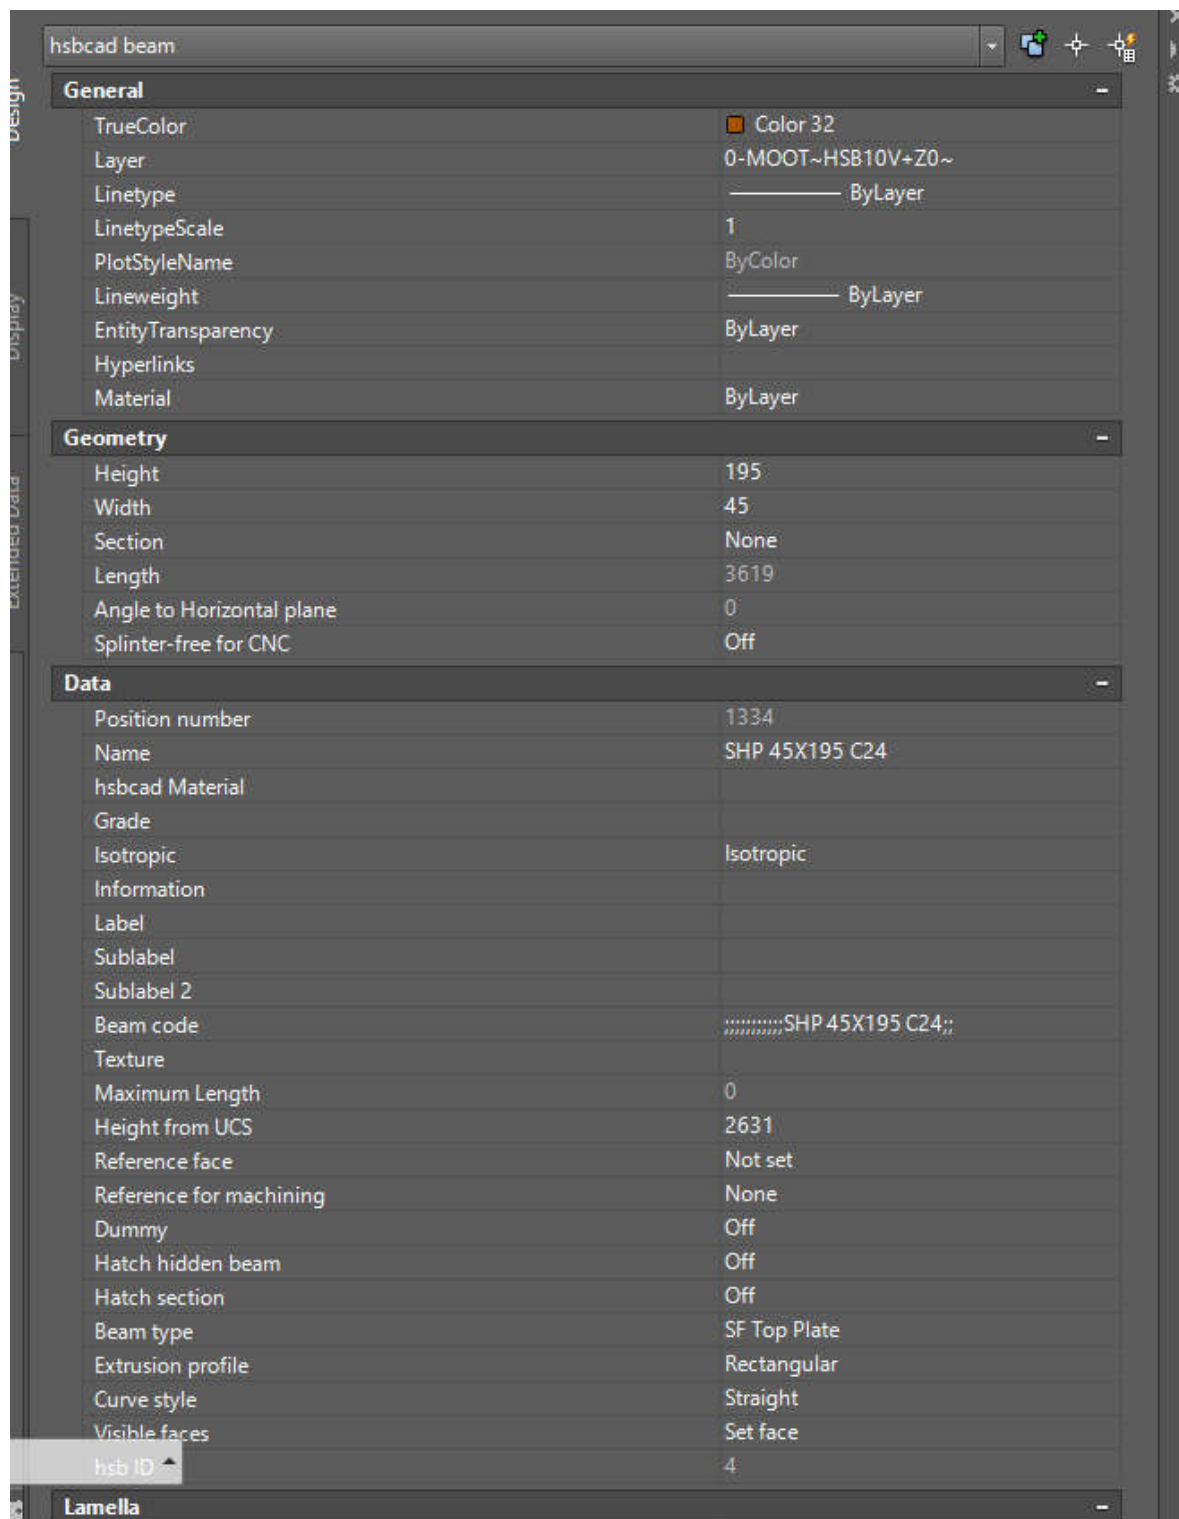 hsbcad beam
Design
General
TrueColor Color 32
Layer 0-MOOT~HSB10V+Z0~
Linetype ByLayer
LinetypeScale 1
PlotStyleName ByColor
Display
Lineweight ByLayer
EntityTransparency ByLayer
Hyperlinks
Material ByLayer
Geometry
Height 195
Width 45
Extended Data
Section None
Length 3619
Angle to Horizontal plane 0
Splinter-free for CNC Off
Data
Position number 1334
Name SHP 45X195 C24
hsbcad Material
Grade
Isotropic Isotropic
Information
Label
Sublabel
Sublabel 2
Beam code ;;;;;;;;;;;SHP 45X195 C24;;
Texture
Maximum Length 0
Height from UCS 2631
Reference face Not set
Reference for machining None
Dummy Off
Hatch hidden beam Off
Hatch section Off
Beam type SF Top Plate
Extrusion profile Rectangular
Curve style Straight
Visible faces Set face
hsb ID 4
Lamella